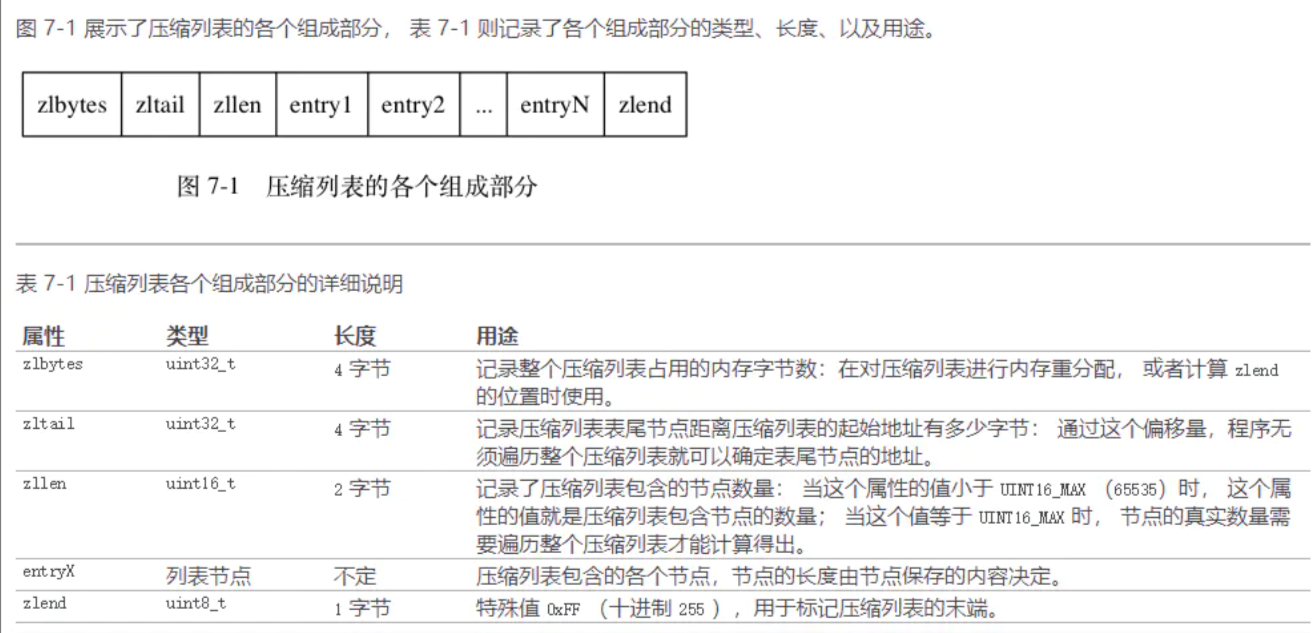 图 7-1 展示了压缩列表的各个组成部分， 表 7-1 则记录了各个组成部分的类型、长度、以及用途。
zlbytes zltail zllen entry1 entry2 ... entryN zlend
图 7-1 压缩列表的各个组成部分
表 7-1 压缩列表各个组成部分的详细说明
属性 类型 长度 用途
zlbytes uint32_t 4 字节 记录整个压缩列表占用的内存字节数：在对压缩列表进行内存重分配， 或者计算 zlend
的位置时使用。
zltail uint32_t 4 字节 记录压缩列表表尾节点距离压缩列表的起始地址有多少字节： 通过这个偏移量，程序无
须遍历整个压缩列表就可以确定表尾节点的地址。
zllen uint16_t 2 字节 记录了压缩列表包含的节点数量： 当这个属性的值小于 UINT16_MAX （65535）时， 这个属
性的值就是压缩列表包含节点的数量； 当这个值等于 UINT16_MAX 时， 节点的真实数量需
要遍历整个压缩列表才能计算得出。
entryX 列表节点 不定 压缩列表包含的各个节点，节点的长度由节点保存的内容决定。
zlend uint8_t 1 字节 特殊值 0xFF （十进制 255 ），用于标记压缩列表的末端。